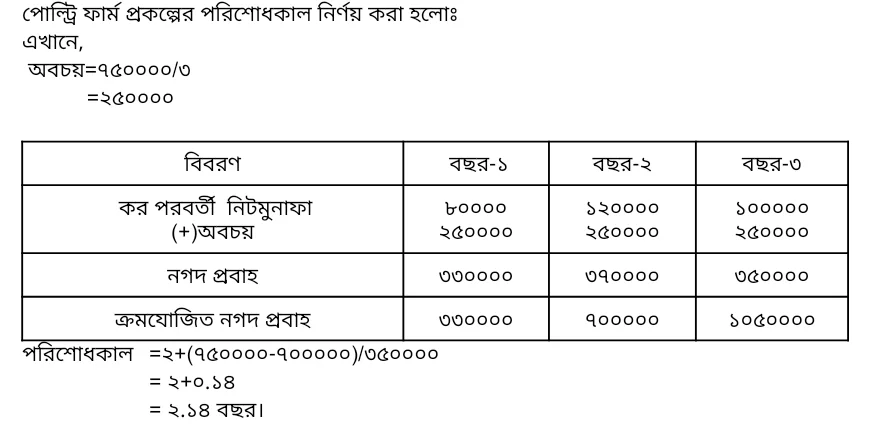 পোল্ট্রি ফার্ম প্রকল্পের পরিশোধকাল নির্ণয় করা হলোঃ
এখানে,
অবচয়=৭৫০০০০/৩
=২৫০০০০
বিবরণ বছর-১ বছর-২ বছর-৩
কর পরবর্তী নিটমুনাফা ৮০০০০ ১২০০০০ ১০০০০০
(+)অবচয় ২৫০০০০ ২৫০০০০ ২৫০০০০
নগদ প্রবাহ ৩৩০০০০ ৩৭০০০০ ৩৫০০০০
ক্রমযোজিত নগদ প্রবাহ ৩৩০০০০ ৭০০০০০ ১০৫০০০০
পরিশোধকাল =২+(৭৫০০০০-৭০০০০০)/৩৫০০০০
= ২+০.১৪
= ২.১৪ বছর।